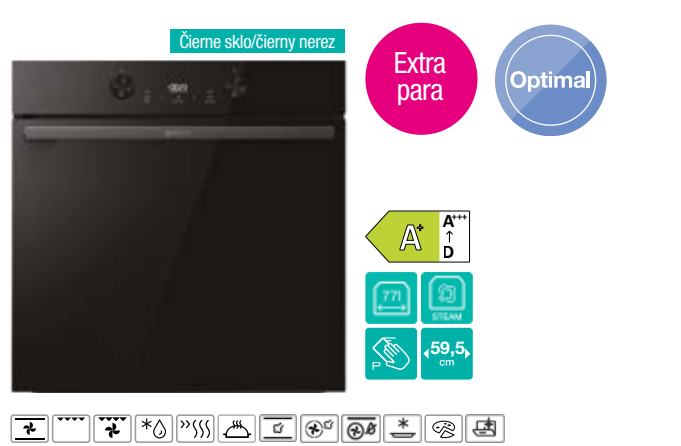 Čierne sklo/čierny nerez
Extra
para
Optimal
A+
A+++
↑
D
77l
STEAM
P
59,5
cm